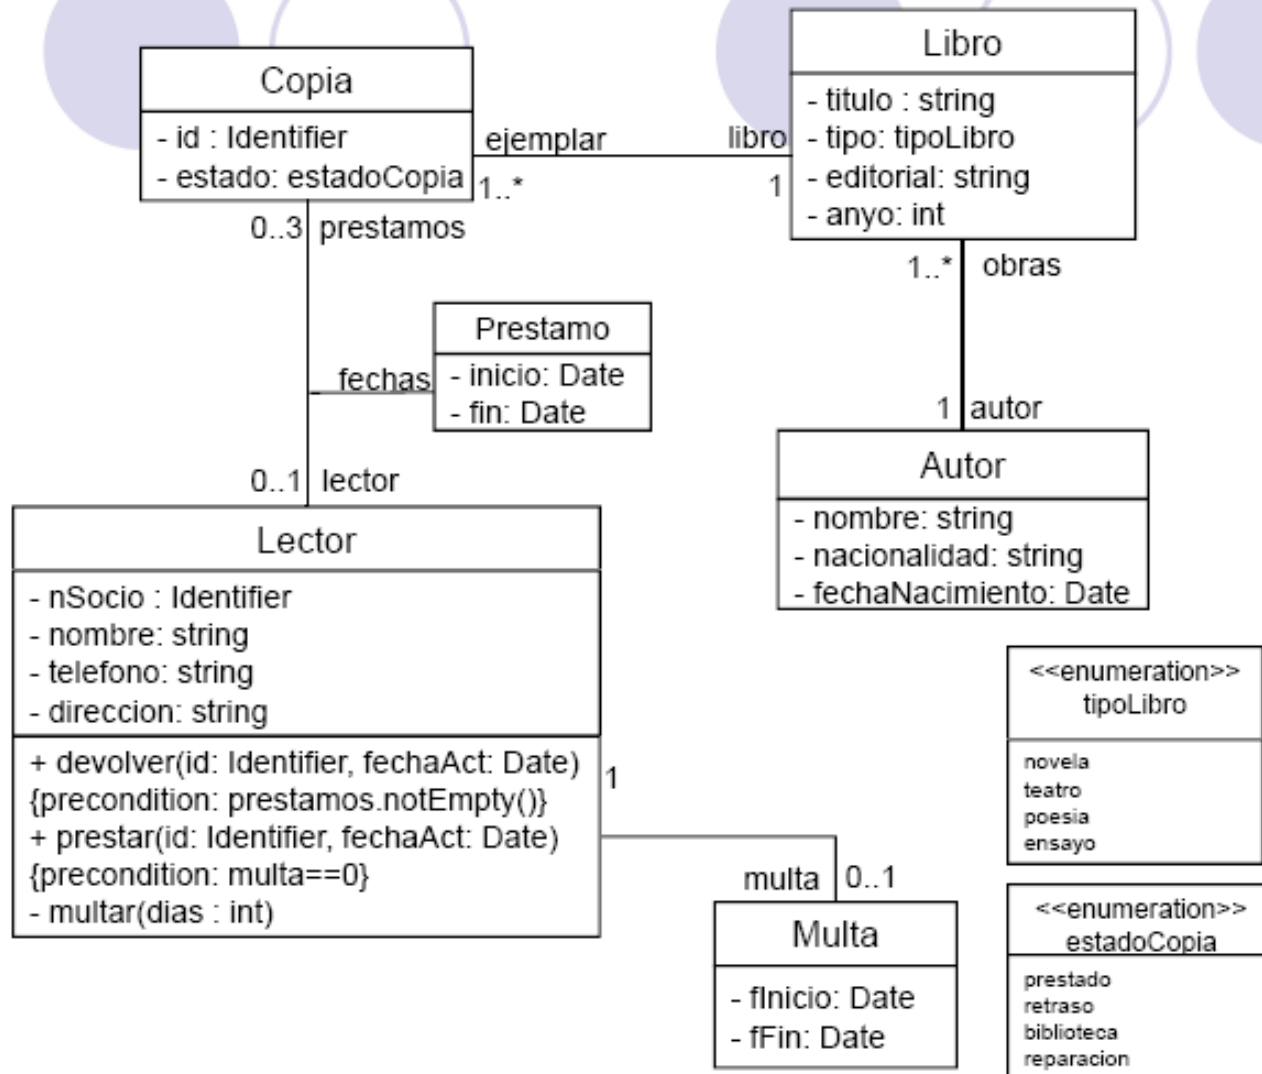 Copia
- id : Identifier
- estado: estadoCopia
ejemplar
1..*
libro
1
Libro
- titulo : string
- tipo: tipoLibro
- editorial: string
- anyo: int
0..3 prestamos
1..* obras
Prestamo
- inicio: Date
- fin: Date
fechas
1 autor
Autor
- nombre: string
- nacionalidad: string
- fechaNacimiento: Date
0..1 lector
Lector
- nSocio : Identifier
- nombre: string
- telefono: string
- direccion: string
+ devolver(id: Identifier, fechaAct: Date)
{precondition: prestamos.notEmpty()}
+ prestar(id: Identifier, fechaAct: Date)
{precondition: multa==0}
- multar(dias : int)
1
multa 0..1
Multa
- fInicio: Date
- fFin: Date
<<enumeration>>
tipoLibro
novela
teatro
poesia
ensayo
<<enumeration>>
estadoCopia
prestado
retraso
biblioteca
reparacion